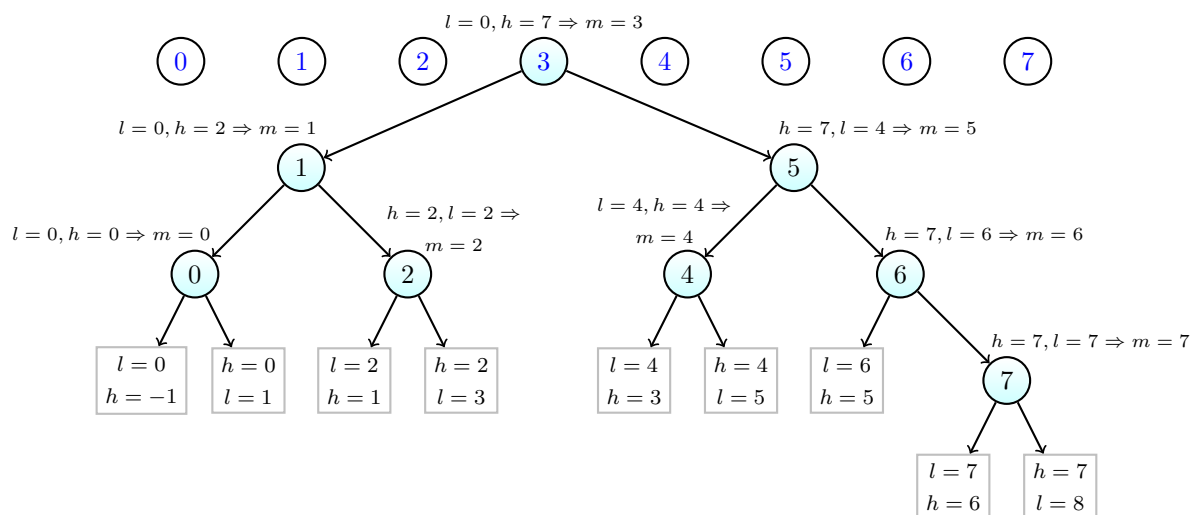 l = 0, h = 7 ⇒ m = 3
0 1 2 3 4 5 6 7
l = 0, h = 2 ⇒ m = 1
h = 7, l = 4 ⇒ m = 5
1
5
l = 0, h = 0 ⇒ m = 0
h = 2, l = 2 ⇒
m = 2
l = 4, h = 4 ⇒
m = 4
h = 7, l = 6 ⇒ m = 6
0
2
4
6
l = 0
h = −1
h = 0
l = 1
l = 2
h = 1
h = 2
l = 3
l = 4
h = 3
h = 4
l = 5
l = 6
h = 5
h = 7, l = 7 ⇒ m = 7
7
l = 7
h = 6
h = 7
l = 8